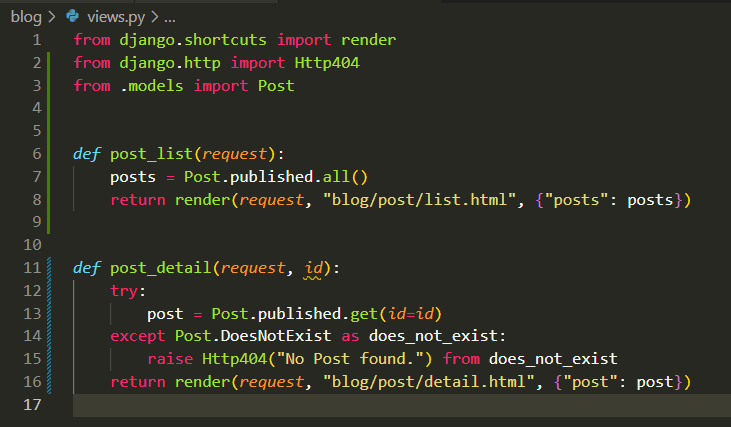 blog > views.py > ...
1 from django.shortcuts import render
2 from django.http import Http404
3 from .models import Post
4
5
6 def post_list(request):
7     posts = Post.published.all()
8     return render(request, "blog/post/list.html", {"posts": posts})
9
10
11 def post_detail(request, id):
12     try:
13         post = Post.published.get(id=id)
14     except Post.DoesNotExist as does_not_exist:
15         raise Http404("No Post found.") from does_not_exist
16     return render(request, "blog/post/detail.html", {"post": post})
17